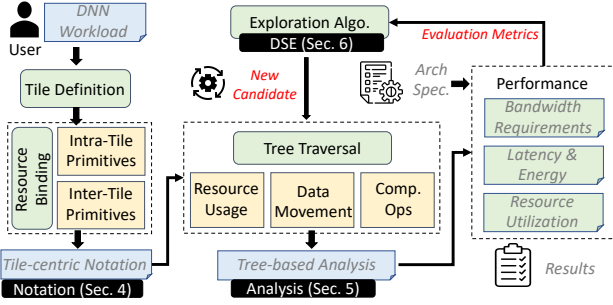 DNN
Workload
User
Tile Definition
Resource
Binding
Intra-Tile
Primitives
Inter-Tile
Primitives
Tile-centric Notation
Notation (Sec. 4)
Exploration Algo.
DSE (Sec. 6)
New
Candidate
Evaluation Metrics
Arch
Spec.
Tree Traversal
Resource
Usage
Data
Movement
Comp.
Ops
Tree-based Analysis
Analysis (Sec. 5)
Performance
Bandwidth
Requirements
Latency &
Energy
Resource
Utilization
Results